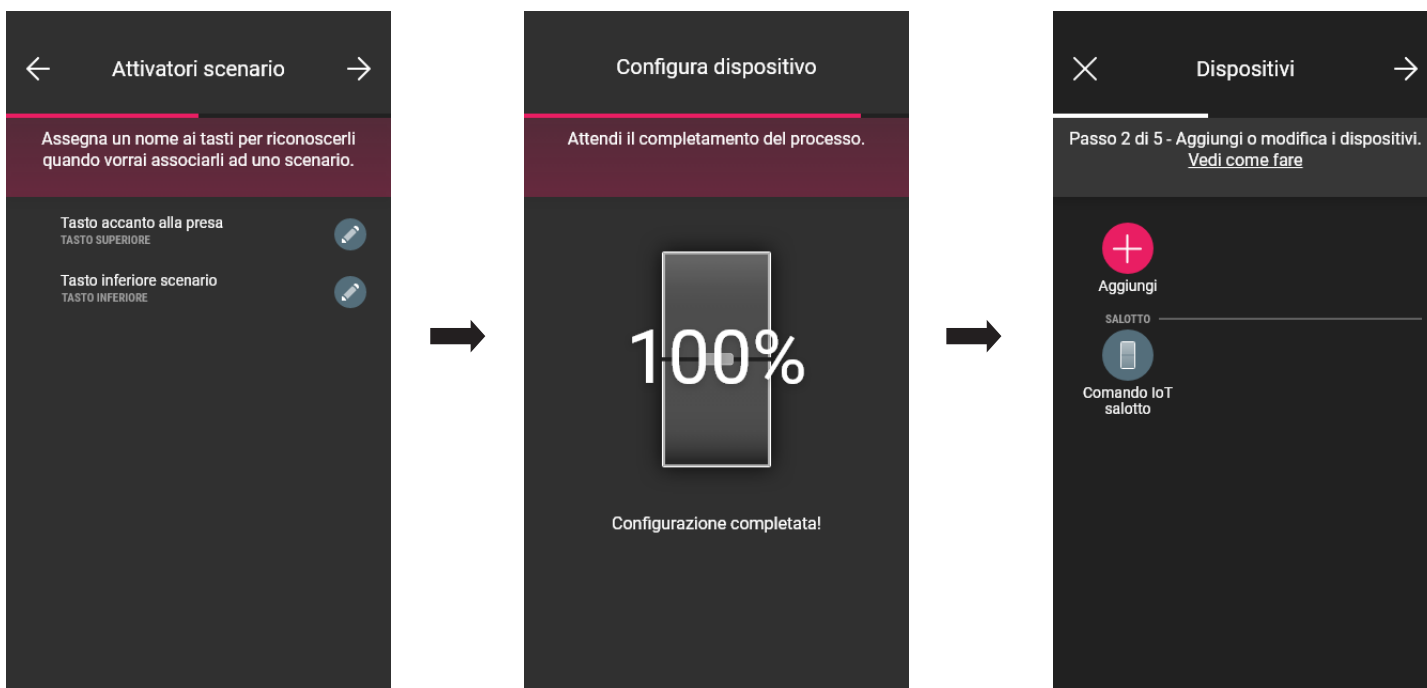 Attivatori scenario
Assegna un nome ai tasti per riconoscerli
quando vorrai associarli ad uno scenario.
Tasto accanto alla presa
TASTO SUPERIORE
Tasto inferiore scenario
TASTO INFERIORE
Configura dispositivo
Attendi il completamento del processo.
100%
Configurazione completata!
Dispositivi
Passo 2 di 5 - Aggiungi o modifica i dispositivi.
Vedi come fare
Aggiungi
SALOTTO
Comando IoT
salotto